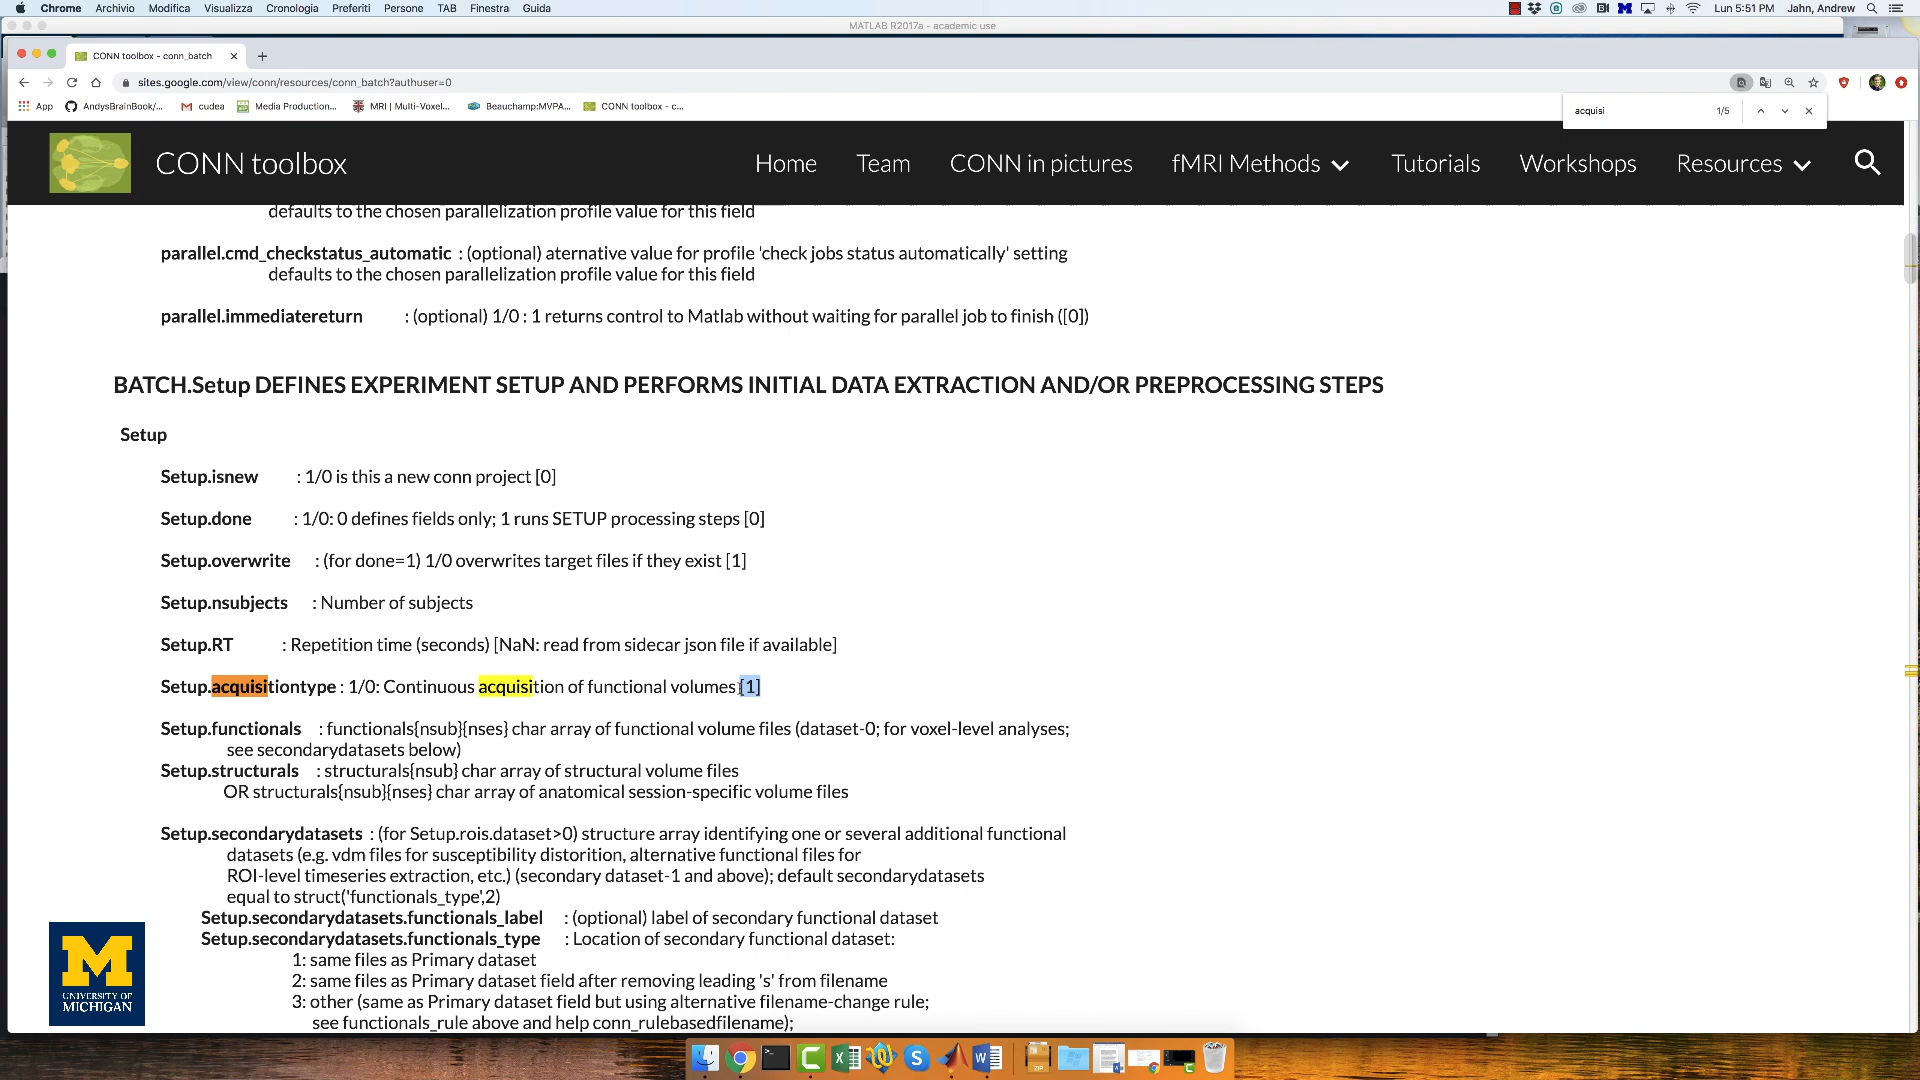 Chrome Archivio Modifica Visualizza Cronologia Preferiti Persone TAB Finestra Guida Lun 5:51 PM Jahn, Andrew
MATLAB R2017a - academic use
CONN toolbox - conn_batch
sites.google.com/view/conn/resources/conn_batch?authuser=0
App AndysBrainBook/... cudea Media Production... MRI | Multi-Voxel... Beauchamp:MVPA... CONN toolbox - c...
acquisi 1/5
CONN toolbox Home Team CONN in pictures fMRI Methods Tutorials Workshops Resources
defaults to the chosen parallelization profile value for this field
parallel.cmd_checkstatus_automatic : (optional) aternative value for profile 'check jobs status automatically' setting
defaults to the chosen parallelization profile value for this field
parallel.immediatereturn : (optional) 1/0 : 1 returns control to Matlab without waiting for parallel job to finish ([0])
BATCH.Setup DEFINES EXPERIMENT SETUP AND PERFORMS INITIAL DATA EXTRACTION AND/OR PREPROCESSING STEPS
Setup
Setup.isnew : 1/0 is this a new conn project [0]
Setup.done : 1/0: 0 defines fields only; 1 runs SETUP processing steps [0]
Setup.overwrite : (for done=1) 1/0 overwrites target files if they exist [1]
Setup.nsubjects : Number of subjects
Setup.RT : Repetition time (seconds) [NaN: read from sidecar json file if available]
Setup.acquisitiontype : 1/0: Continuous acquisition of functional volumes [1]
Setup.functionals : functionals{nsub}{nses} char array of functional volume files (dataset-0; for voxel-level analyses;
see secondarydatasets below)
Setup.structurals : structurals{nsub} char array of structural volume files
OR structurals{nsub}{nses} char array of anatomical session-specific volume files
Setup.secondarydatasets : (for Setup.rois.dataset>0) structure array identifying one or several additional functional
datasets (e.g. vdm files for susceptibility distorition, alternative functional files for
ROI-level timeseries extraction, etc.) (secondary dataset-1 and above); default secondarydatasets
equal to struct('functionals_type',2)
Setup.secondarydatasets.functionals_label : (optional) label of secondary functional dataset
Setup.secondarydatasets.functionals_type : Location of secondary functional dataset:
1: same files as Primary dataset
2: same files as Primary dataset field after removing leading 's' from filename
3: other (same as Primary dataset field but using alternative filename-change rule;
see functionals_rule above and help conn_rulebasedfilename);
M
UNIVERSITY OF
MICHIGAN